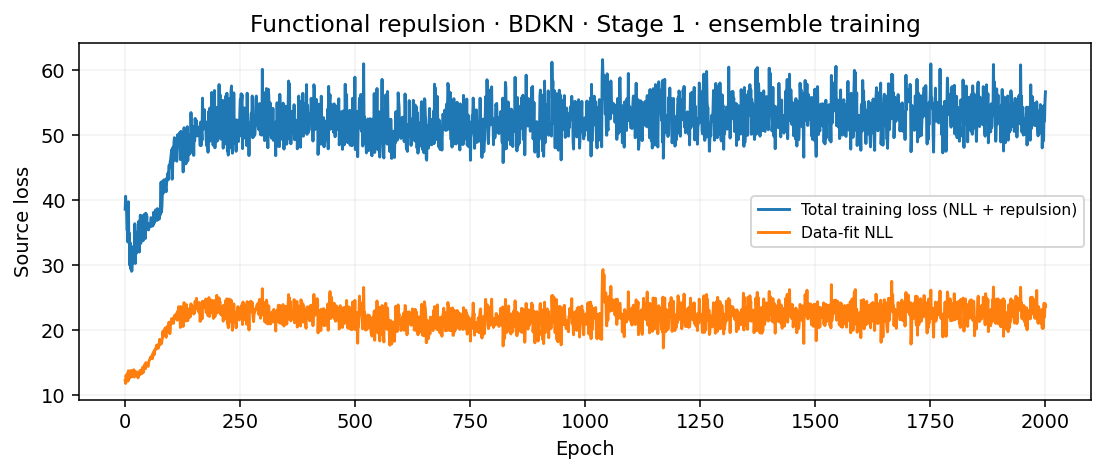 Functional repulsion · BDKN · Stage 1 · ensemble training
Source loss
60
50
40
30
20
10
Total training loss (NLL + repulsion)
Data-fit NLL
0 250 500 750 1000 1250 1500 1750 2000
Epoch